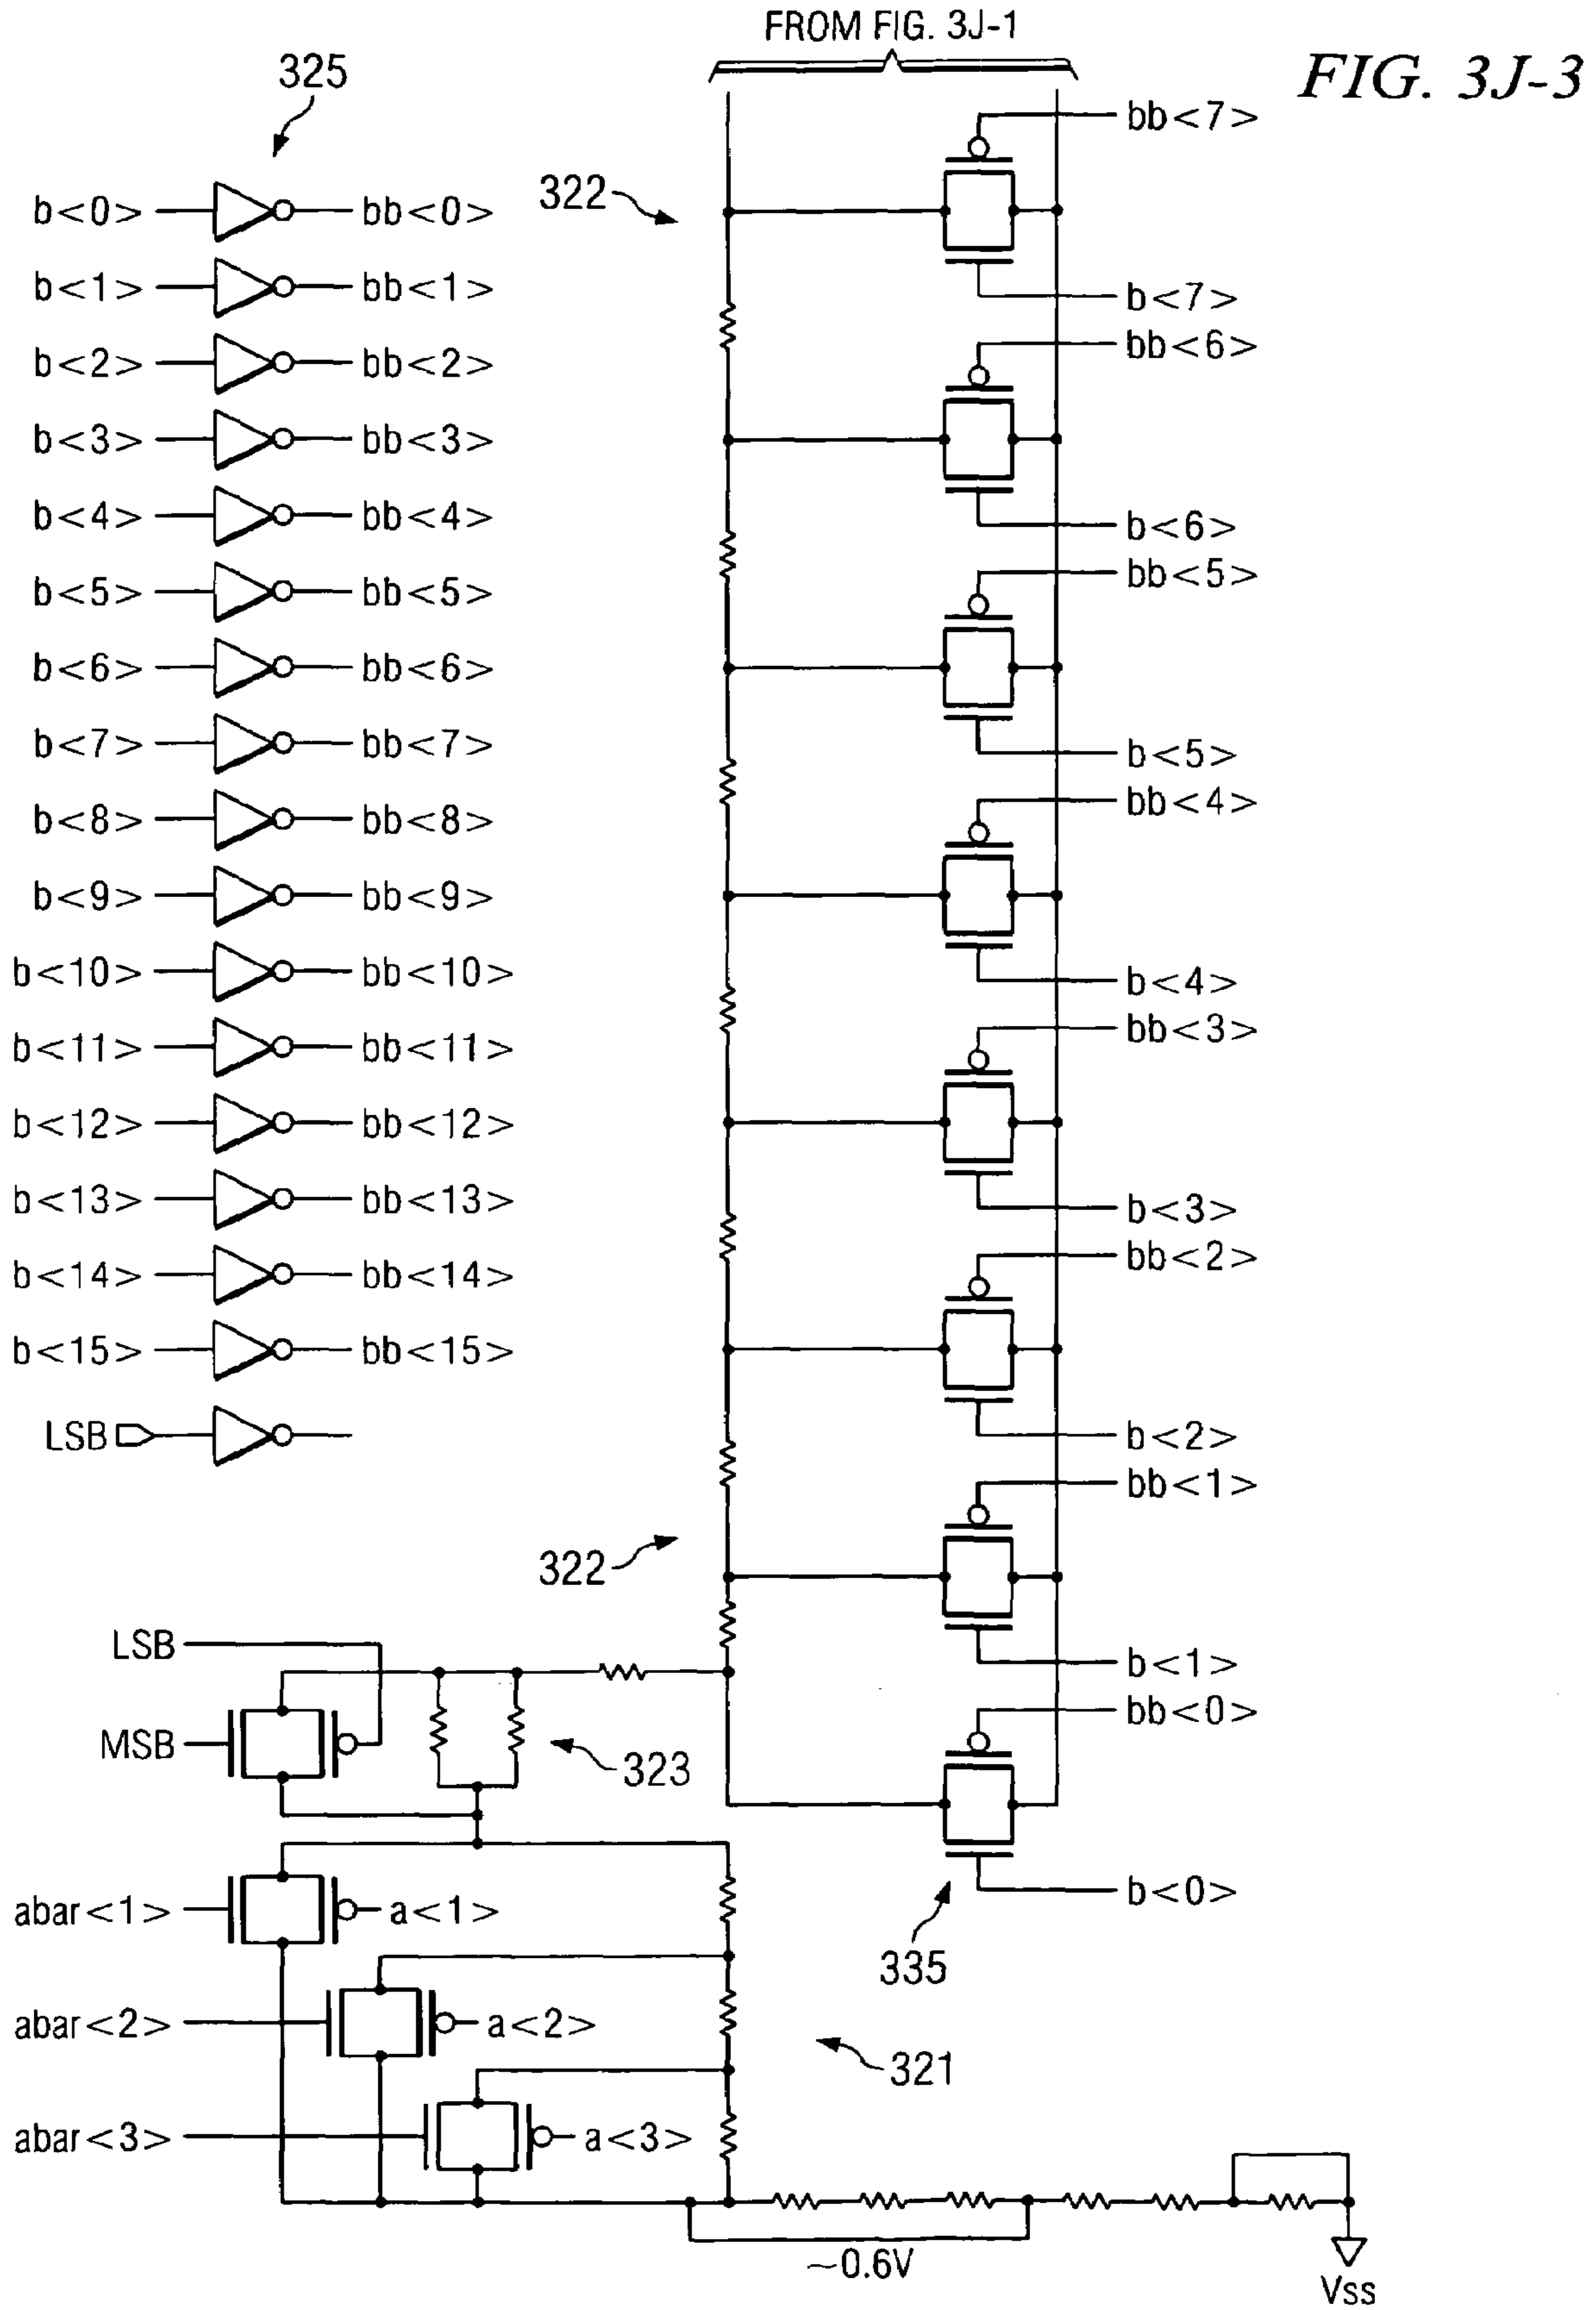 FROM FIG. 3J-1
FIG. 3J-3
325
b<0> bb<0>
b<1> bb<1>
b<2> bb<2>
b<3> bb<3>
b<4> bb<4>
b<5> bb<5>
b<6> bb<6>
b<7> bb<7>
b<8> bb<8>
b<9> bb<9>
b<10> bb<10>
b<11> bb<11>
b<12> bb<12>
b<13> bb<13>
b<14> bb<14>
b<15> bb<15>
LSB
322
bb<7>
b<7>
bb<6>
b<6>
bb<5>
b<5>
bb<4>
b<4>
bb<3>
b<3>
bb<2>
b<2>
bb<1>
322
b<1>
bb<0>
b<0>
335
LSB
MSB
323
abar<1> a<1>
abar<2> a<2>
321
abar<3> a<3>
~0.6V
Vss